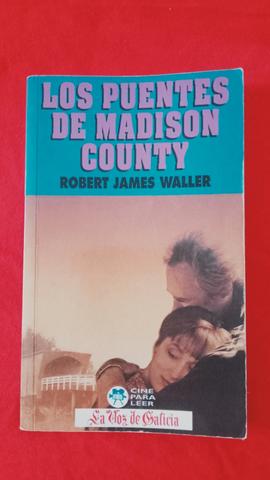 LOS PUENTES
DE MADISON
COUNTY
ROBERT JAMES WALLER
CINE
PARA
LEER
La Voz de Galicia